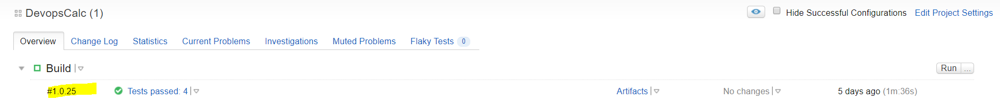 DevopsCalc (1) Hide Successful Configurations Edit Project Settings
Overview Change Log Statistics Current Problems Investigations Muted Problems Flaky Tests 0
Build Run ...
#1.0.25 Tests passed: 4 Artifacts No changes 5 days ago (1m:36s)